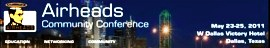 Airheads
Community Conference
EDUCATION NETWORKING COMMUNITY
May 23-25, 2011
W Dallas Victory Hotel
Dallas, Texas